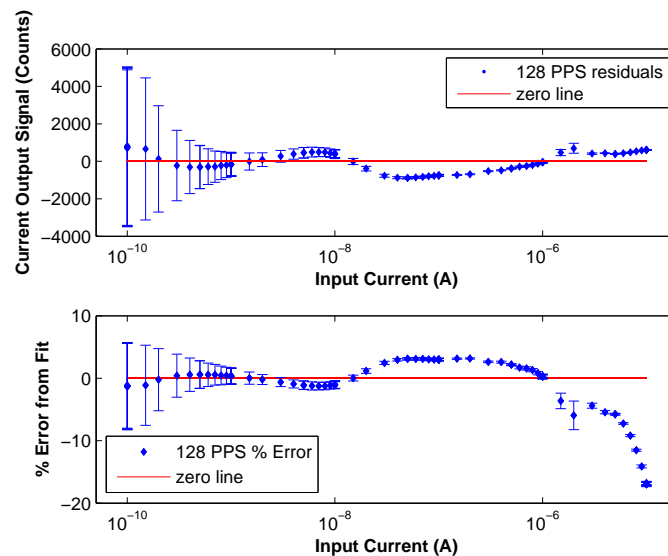 6000
4000
2000
0
−2000
−4000
Current Output Signal (Counts)
128 PPS residuals
zero line
10⁻¹⁰ 10⁻⁸ 10⁻⁶
Input Current (A)
10
0
−10
−20
% Error from Fit
128 PPS % Error
zero line
10⁻¹⁰ 10⁻⁸ 10⁻⁶
Input Current (A)